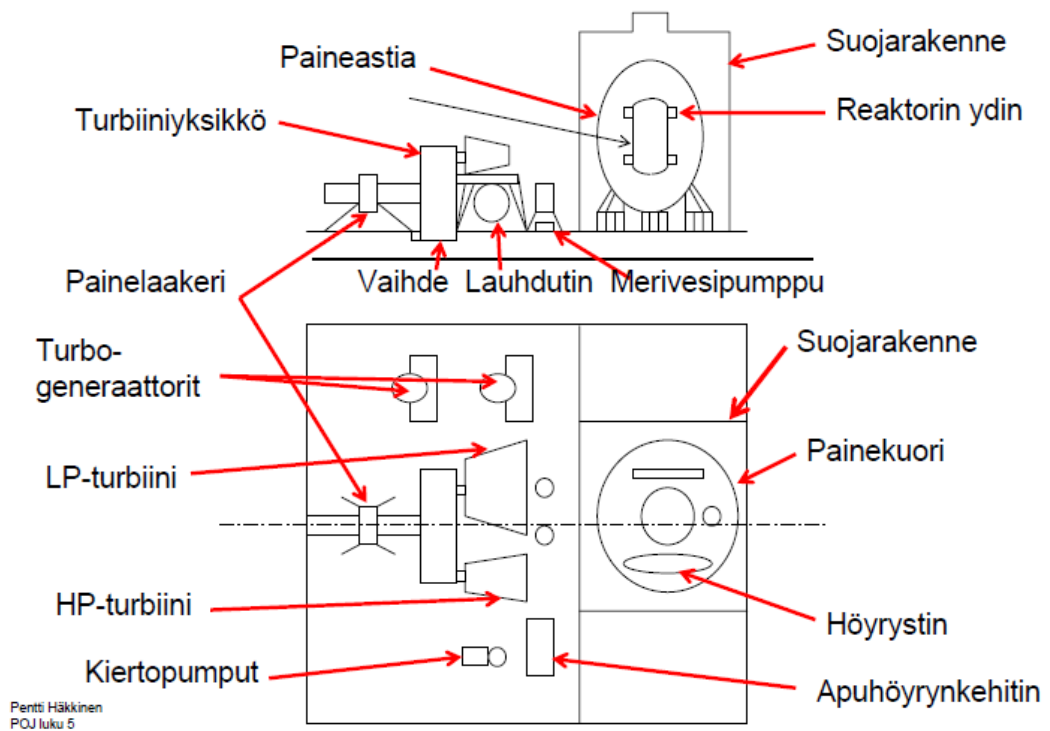 Paineastia
Suojarakenne
Turbiiniyksikkö
Reaktorin ydin
Painelaakeri
Vaihde
Lauhdutin
Merivesipumppu
Turbo-
generaattorit
Suojarakenne
LP-turbiini
Painekuori
HP-turbiini
Höyrystin
Kiertopumput
Apuhöyrynkehitin
Pentti Häkkinen
POJ luku 5